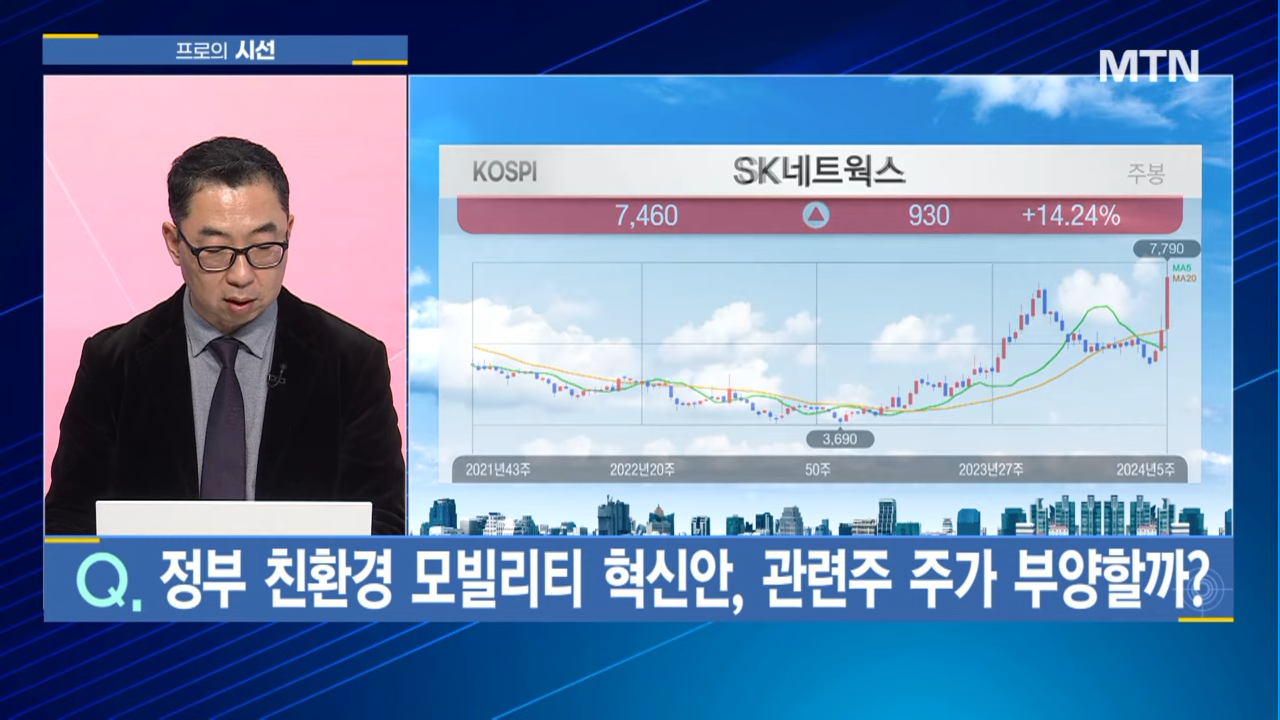 프로의 시선
MTN
KOSPI
SK네트웍스
주봉
7,460
930
+14.24%
7,790
MA5
MA20
3,690
2021년43주
2022년20주
50주
2023년27주
2024년5주
Q. 정부 친환경 모빌리티 혁신안, 관련주 주가 부양할까?